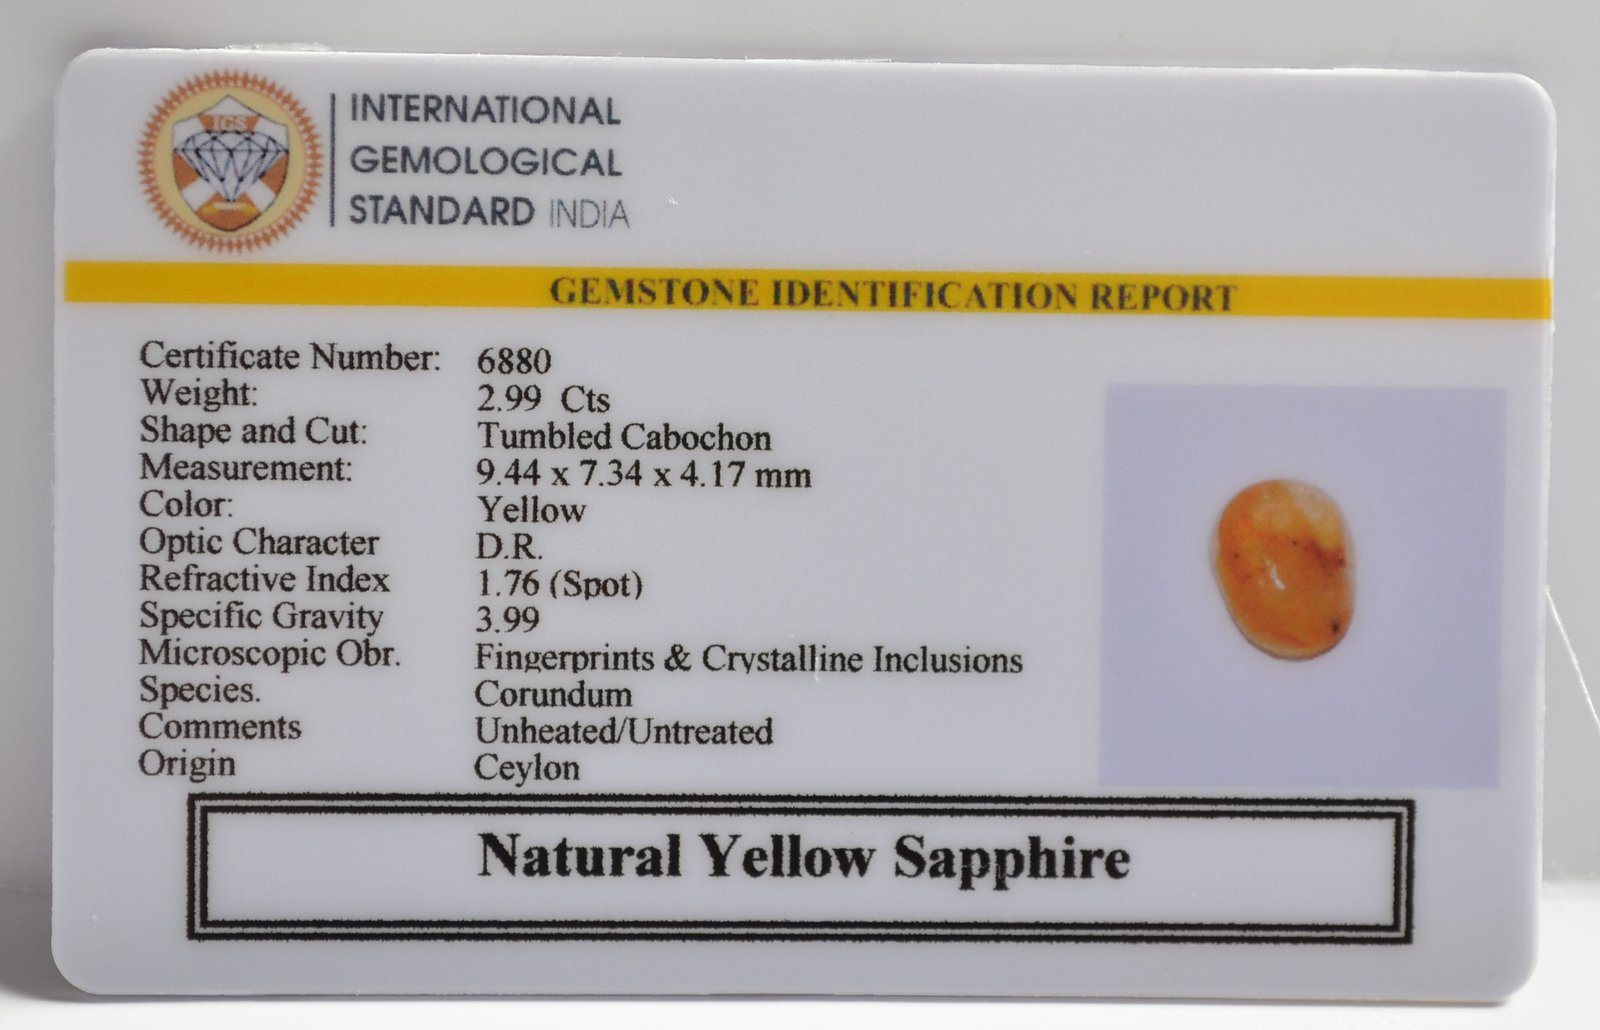 IGS
INTERNATIONAL
GEMOLOGICAL
STANDARD INDIA
GEMSTONE IDENTIFICATION REPORT
Certificate Number: 6880
Weight: 2.99 Cts
Shape and Cut: Tumbled Cabochon
Measurement: 9.44 x 7.34 x 4.17 mm
Color: Yellow
Optic Character D.R.
Refractive Index 1.76 (Spot)
Specific Gravity 3.99
Microscopic Obr. Fingerprints & Crystalline Inclusions
Species. Corundum
Comments Unheated/Untreated
Origin Ceylon
Natural Yellow Sapphire